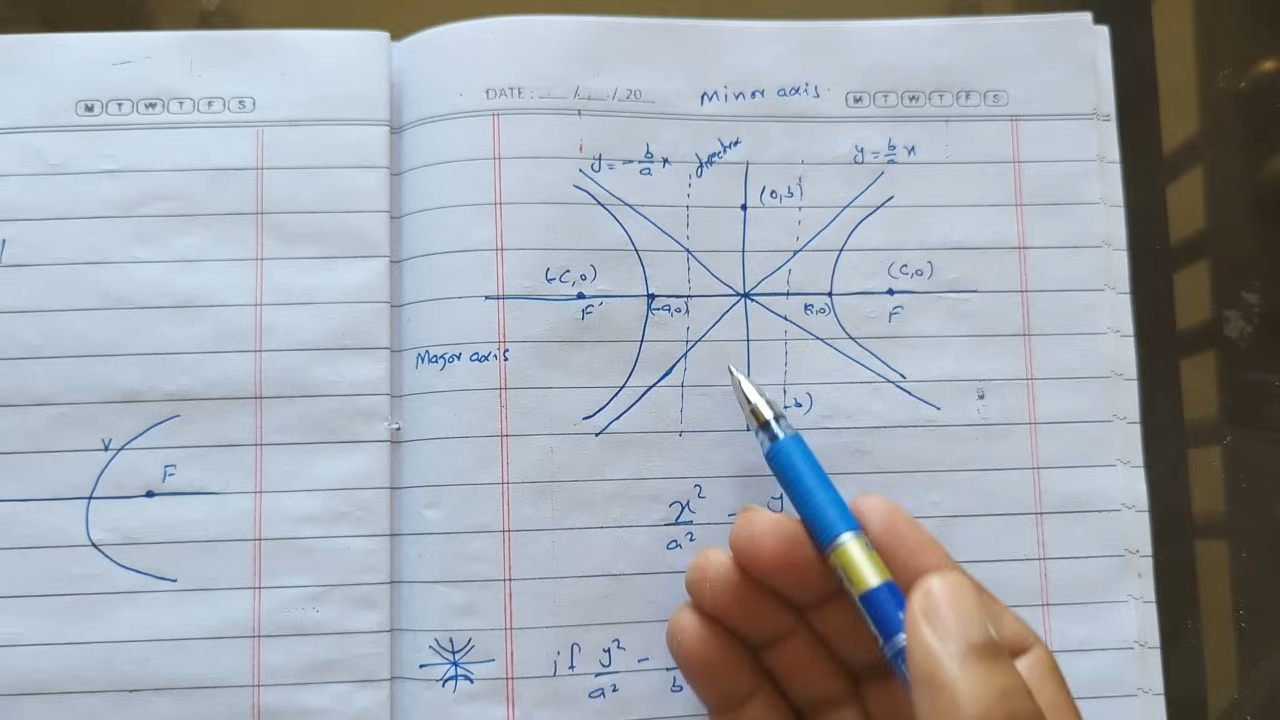 M T W T F S
V
F
DATE: / / 20 Minor axis. M T W T F S
y = -b/a x directrix y = b/a x
(0,b)
(-c,0) (c,0)
F' (-a,0) (a,0) F
Major axis
-b)
x²/a² - y
if y²/a² - b